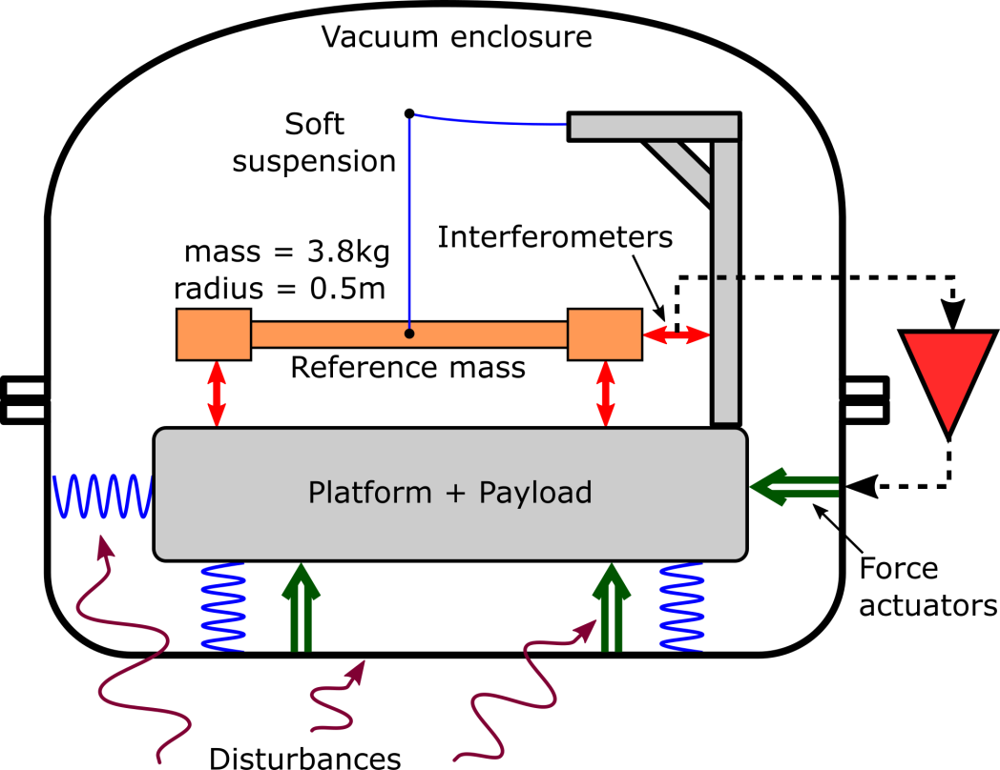 Vacuum enclosure
Soft
suspension
Interferometers
mass = 3.8kg
radius = 0.5m
Reference mass
Platform + Payload
Force
actuators
Disturbances